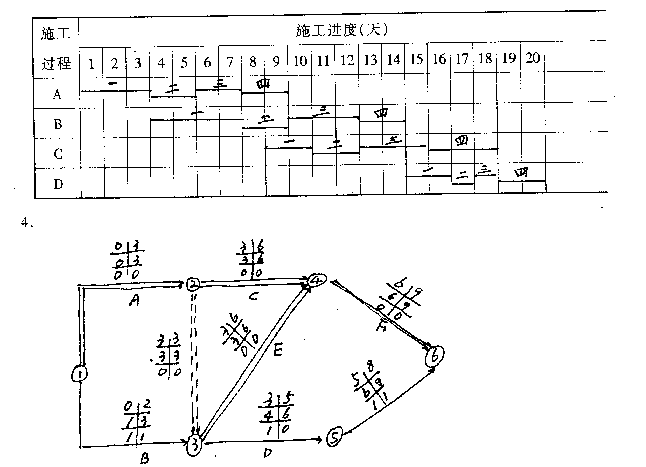 施工 施工进度(天)
过程 1 2 3 4 5 6 7 8 9 10 11 12 13 14 15 16 17 18 19 20
A 一 二 三 四
B 一 二 三 四
C 一 二 三 四
D 一 二 三 四
4.
0 3
0 3
0 0
A
3 6
3 6
0 0
C
①
②
③
④
⑤
⑥
3 3
3 3
0 0
3 6
3 6
0 0
E
6 9
6 9
0 0
5 8
6 9
1 1
0 2
1 3
1 1
B
3 5
4 6
1 0
D